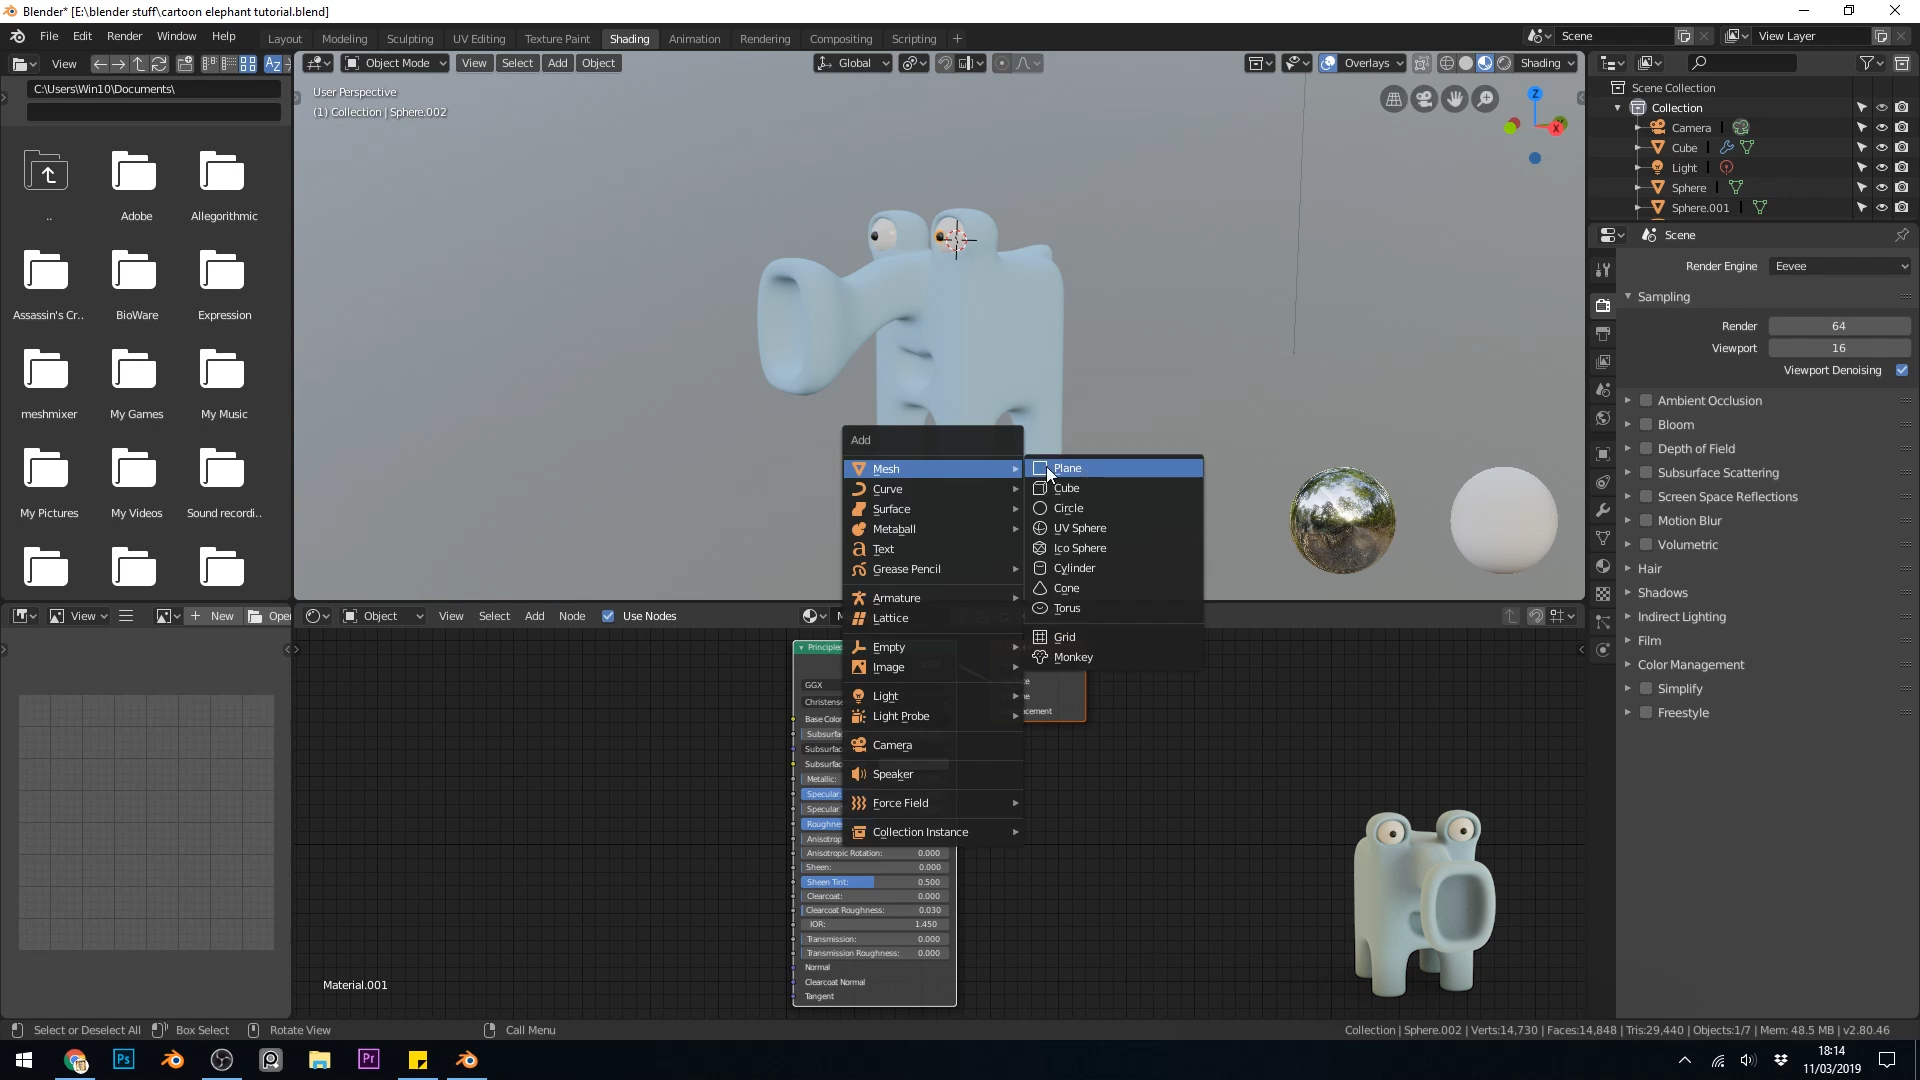 Blender* [E:\blender stuff\cartoon elephant tutorial.blend]
File Edit Render Window Help
Layout Modeling Sculpting UV Editing Texture Paint Shading Animation Rendering Compositing Scripting +
Scene View Layer
View
C:\Users\Win10\Documents\
.. Adobe Allegorithmic
Assassin's Cr.. BioWare Expression
meshmixer My Games My Music
My Pictures My Videos Sound recordi..
Object Mode View Select Add Object Global Overlays Shading
User Perspective
(1) Collection | Sphere.002
Z
X
Scene Collection
Collection
Camera
Cube
Light
Sphere
Sphere.001
Scene
Render Engine Eevee
Sampling
Render 64
Viewport 16
Viewport Denoising
Ambient Occlusion
Bloom
Depth of Field
Subsurface Scattering
Screen Space Reflections
Motion Blur
Volumetric
Hair
Shadows
Indirect Lighting
Film
Color Management
Simplify
Freestyle
Add
Mesh
Curve
Surface
Metaball
Text
Grease Pencil
Armature
Lattice
Empty
Image
Light
Light Probe
Camera
Speaker
Force Field
Collection Instance
Plane
Cube
Circle
UV Sphere
Ico Sphere
Cylinder
Cone
Torus
Grid
Monkey
View New Open
Object View Select Add Node Use Nodes
GGX
Base Color
Metallic:
Specular:
Specular
Anisotropic Rotation: 0.000
Sheen: 0.000
Sheen Tint: 0.500
Clearcoat: 0.000
Clearcoat Roughness: 0.030
IOR: 1.450
Transmission: 0.000
Transmission Roughness: 0.000
Normal
Clearcoat Normal
Tangent
Material.001
Select or Deselect All Box Select Rotate View Call Menu
Collection | Sphere.002 | Verts:14,730 | Faces:14,848 | Tris:29,440 | Objects:1/7 | Mem: 48.5 MB | v2.80.46
Ps Pr
18:14
11/03/2019